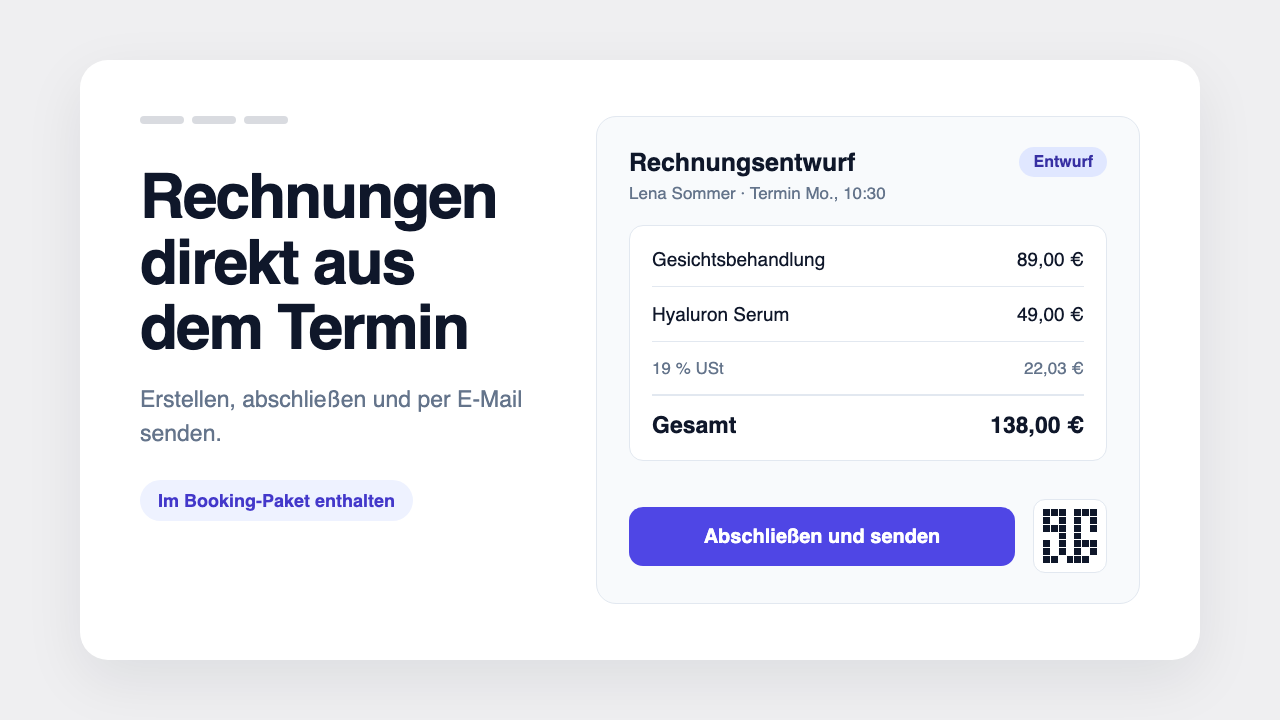 Rechnungen
direkt aus
dem Termin
Erstellen, abschließen und per E-Mail
senden.
Im Booking-Paket enthalten
Rechnungsentwurf
Entwurf
Lena Sommer · Termin Mo., 10:30
Gesichtsbehandlung 89,00 €
Hyaluron Serum 49,00 €
19 % USt 22,03 €
Gesamt 138,00 €
Abschließen und senden